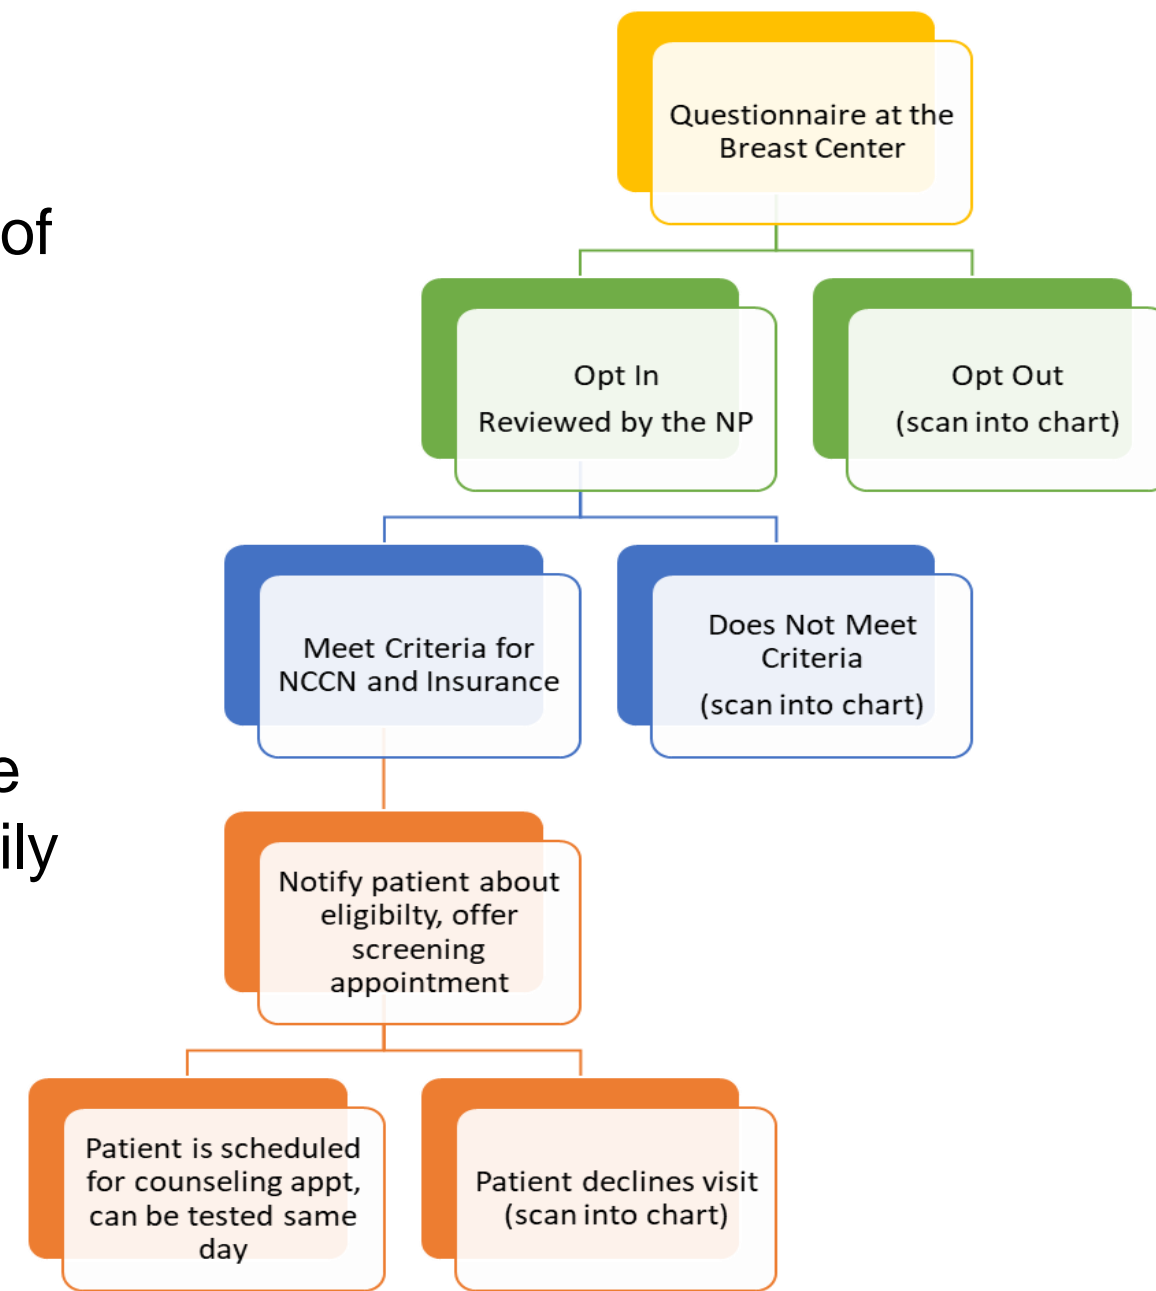 Questionnaire at the
Breast Center
of
Opt In
Reviewed by the NP
Opt Out
(scan into chart)
Meet Criteria for
NCCN and Insurance
Does Not Meet
Criteria
(scan into chart)
e
ily
Notify patient about
eligibilty, offer
screening
appointment
Patient is scheduled
for counseling appt,
can be tested same
day
Patient declines visit
(scan into chart)